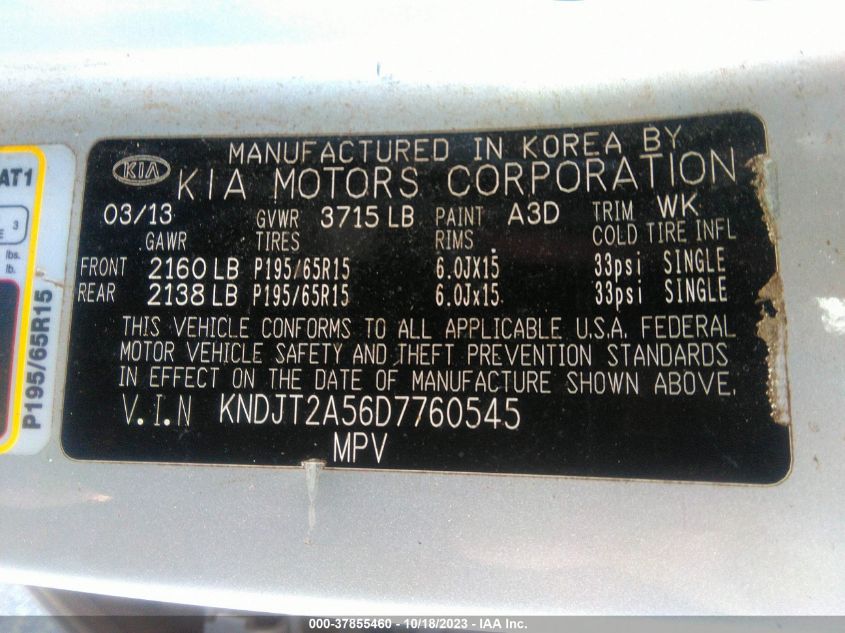 MANUFACTURED IN KOREA BY
KIA KIA MOTORS CORPORATION
03/13 GVWR 3715 LB PAINT A3D TRIM WK
GAWR TIRES RIMS COLD TIRE INFL
FRONT 2160 LB P195/65R15 6.0JX15 33psi SINGLE
REAR 2138 LB P195/65R15 6.0Jx15 33psi SINGLE
THIS VEHICLE CONFORMS TO ALL APPLICABLE U.S.A. FEDERAL
MOTOR VEHICLE SAFETY AND THEFT PREVENTION STANDARDS
IN EFFECT ON THE DATE OF MANUFACTURE SHOWN ABOVE.
V.I.N KNDJT2A56D7760545
MPV
AT1
3
lbs.
lb.
P195/65R15
000-37855460 - 10/18/2023 - IAA Inc.